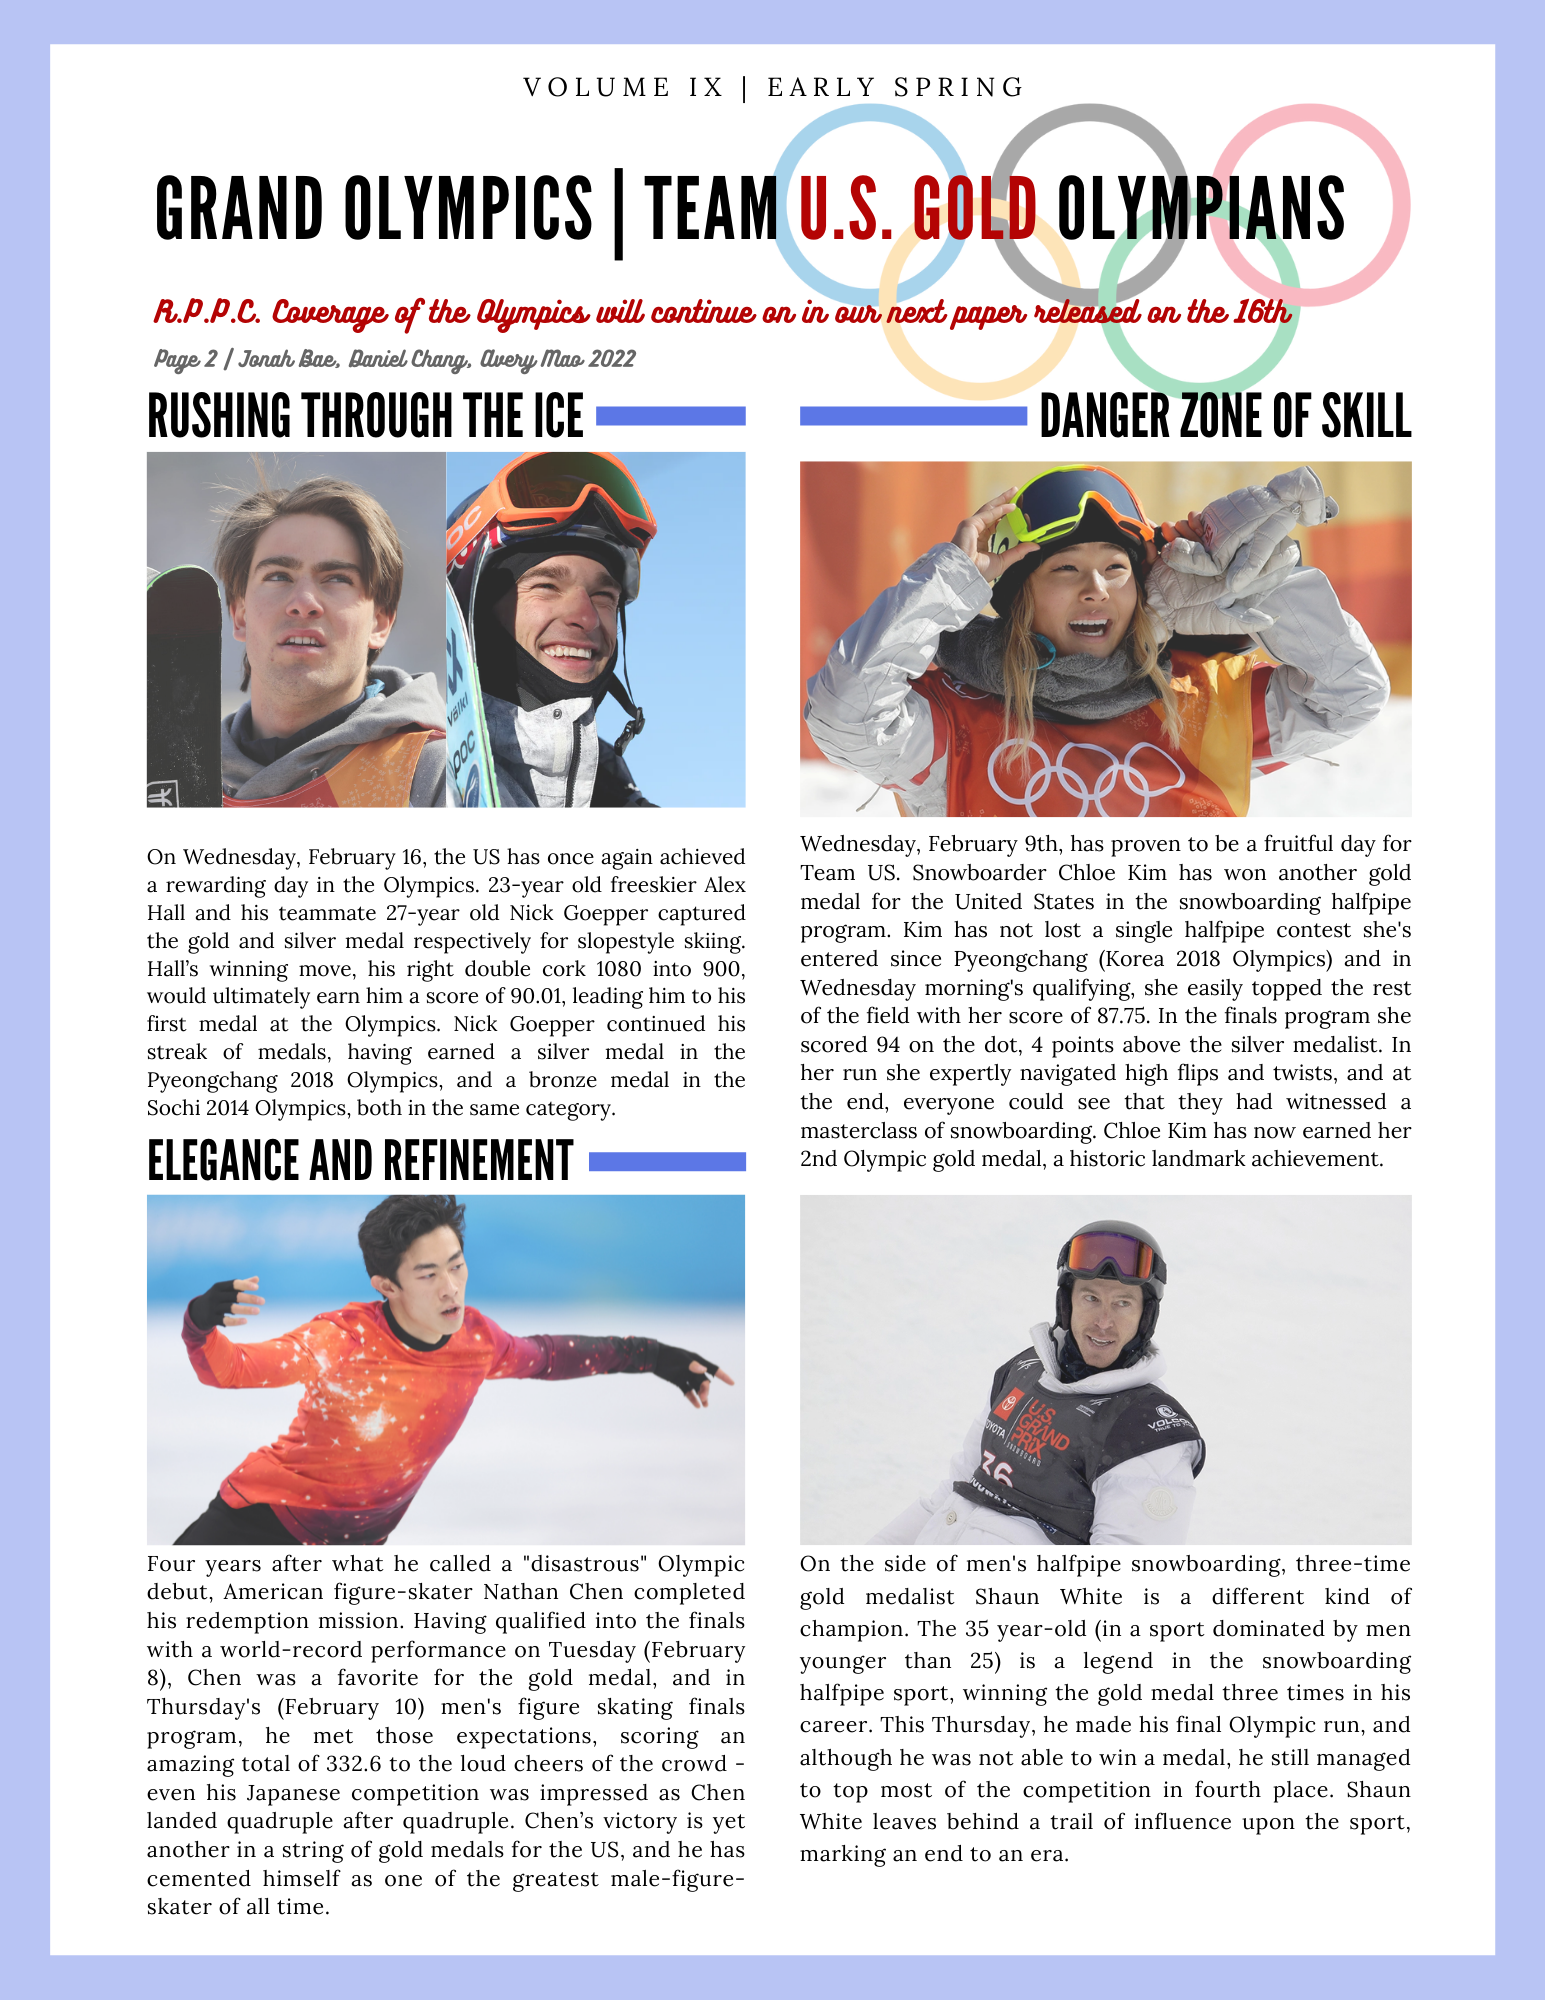 VOLUME IX | EARLY SPRING
GRAND OLYMPICS | TEAM U.S. GOLD OLYMPIANS
R.P.P.C. Coverage of the Olympics will continue on in our next paper released on the 16th
Page 2 | Jonah Bae, Daniel Chang, Avery Mao 2022
RUSHING THROUGH THE ICE
POC
völkl
poc
On Wednesday, February 16, the US has once again achieved
a rewarding day in the Olympics. 23-year old freeskier Alex
Hall and his teammate 27-year old Nick Goepper captured
the gold and silver medal respectively for slopestyle skiing.
Hall's winning move, his right double cork 1080 into 900,
would ultimately earn him a score of 90.01, leading him to his
first medal at the Olympics. Nick Goepper continued his
streak of medals, having earned a silver medal in the
Pyeongchang 2018 Olympics, and a bronze medal in the
Sochi 2014 Olympics, both in the same category.
ELEGANCE AND REFINEMENT
Four years after what he called a "disastrous" Olympic
debut, American figure-skater Nathan Chen completed
his redemption mission. Having qualified into the finals
with a world-record performance on Tuesday (February
8), Chen was a favorite for the gold medal, and in
Thursday's (February 10) men's figure skating finals
program, he met those expectations, scoring an
amazing total of 332.6 to the loud cheers of the crowd -
even his Japanese competition was impressed as Chen
landed quadruple after quadruple. Chen’s victory is yet
another in a string of gold medals for the US, and he has
cemented himself as one of the greatest male-figure-
skater of all time.
DANGER ZONE OF SKILL
Wednesday, February 9th, has proven to be a fruitful day for
Team US. Snowboarder Chloe Kim has won another gold
medal for the United States in the snowboarding halfpipe
program. Kim has not lost a single halfpipe contest she's
entered since Pyeongchang (Korea 2018 Olympics) and in
Wednesday morning's qualifying, she easily topped the rest
of the field with her score of 87.75. In the finals program she
scored 94 on the dot, 4 points above the silver medalist. In
her run she expertly navigated high flips and twists, and at
the end, everyone could see that they had witnessed a
masterclass of snowboarding. Chloe Kim has now earned her
2nd Olympic gold medal, a historic landmark achievement.
TOYOTA
U.S.
GRAND
PRIX
SNOWBOARD
36
VOLCOM
On the side of men's halfpipe snowboarding, three-time
gold medalist Shaun White is a different kind of
champion. The 35 year-old (in a sport dominated by men
younger than 25) is a legend in the snowboarding
halfpipe sport, winning the gold medal three times in his
career. This Thursday, he made his final Olympic run, and
although he was not able to win a medal, he still managed
to top most of the competition in fourth place. Shaun
White leaves behind a trail of influence upon the sport,
marking an end to an era.